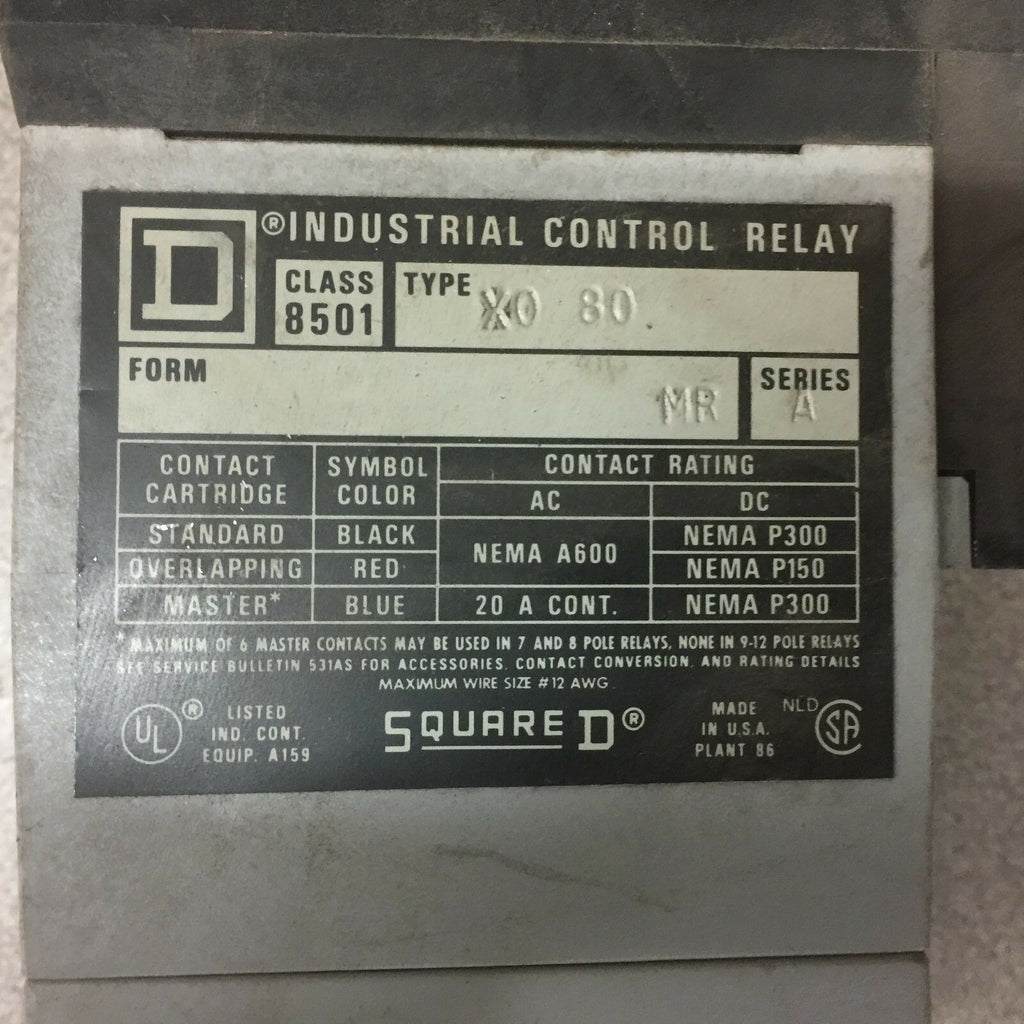 D ® INDUSTRIAL CONTROL RELAY
CLASS 8501 TYPE XO 80
FORM MR SERIES A
CONTACT CARTRIDGE SYMBOL COLOR CONTACT RATING
AC DC
STANDARD BLACK NEMA A600 NEMA P300
OVERLAPPING RED NEMA P150
MASTER* BLUE 20 A CONT. NEMA P300
* MAXIMUM OF 6 MASTER CONTACTS MAY BE USED IN 7 AND 8 POLE RELAYS, NONE IN 9-12 POLE RELAYS
SEE SERVICE BULLETIN 531AS FOR ACCESSORIES, CONTACT CONVERSION, AND RATING DETAILS
MAXIMUM WIRE SIZE #12 AWG
UL ® LISTED
IND. CONT.
EQUIP. A159
SQUARE D ®
MADE
IN U.S.A.
PLANT 86
NLD SA